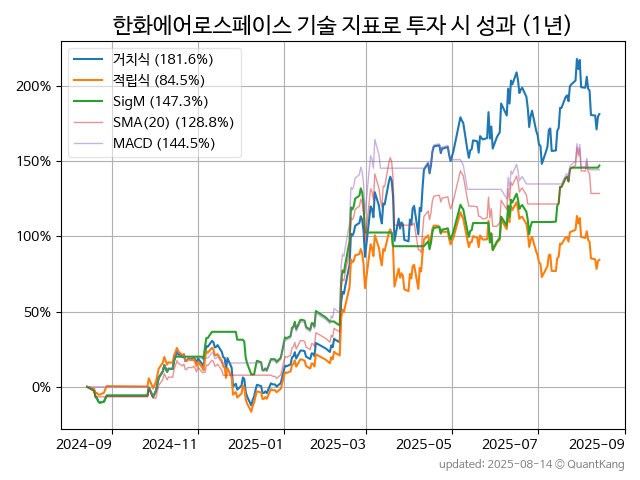 한화에어로스페이스 기술 지표로 투자 시 성과 (1년)
거치식 (181.6%)
적립식 (84.5%)
SigM (147.3%)
SMA(20) (128.8%)
MACD (144.5%)
200%
150%
100%
50%
0%
2024-09 2024-11 2025-01 2025-03 2025-05 2025-07 2025-09
updated: 2025-08-14 © QuantKang